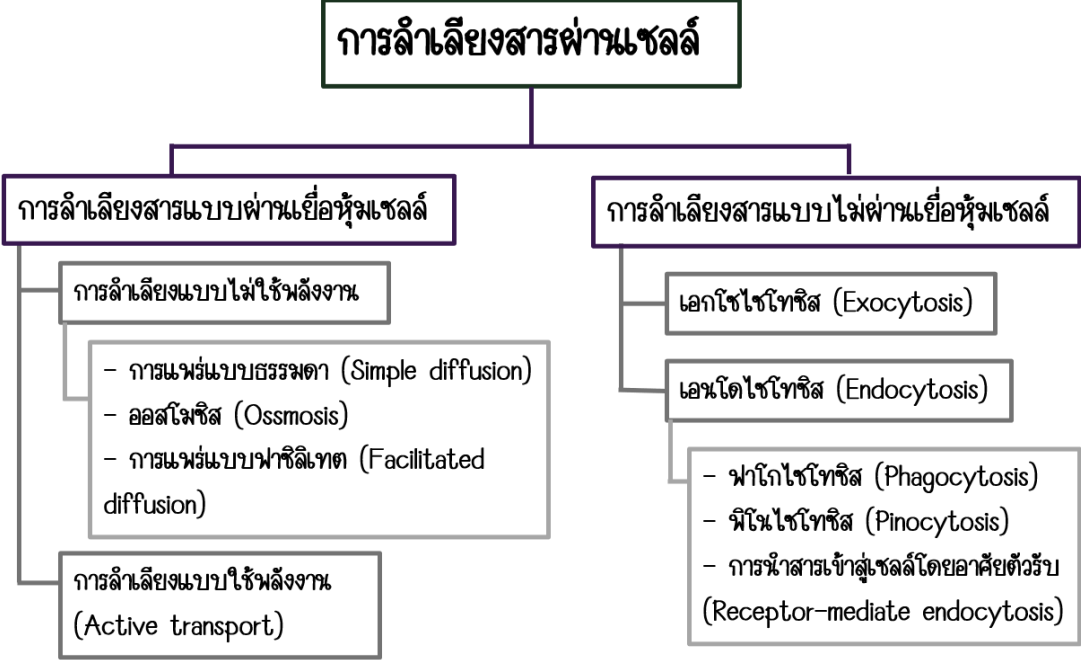 การลำเลียงสารผ่านเซลล์
การลำเลียงสารแบบผ่านเยื่อหุ้มเซลล์
การลำเลียงแบบไม่ใช้พลังงาน
- การแพร่แบบธรรมดา (Simple diffusion)
- ออสโมซิส (Ossmosis)
- การแพร่แบบฟาซิลิเทต (Facilitated
diffusion)
การลำเลียงแบบใช้พลังงาน
(Active transport)
การลำเลียงสารแบบไม่ผ่านเยื่อหุ้มเซลล์
เอกโซไซโทซิส (Exocytosis)
เอนโดไซโทซิส (Endocytosis)
- ฟาโกไซโทซิส (Phagocytosis)
- พิโนไซโทซิส (Pinocytosis)
- การนำสารเข้าสู่เซลล์โดยอาศัยตัวรับ
(Receptor-mediate endocytosis)